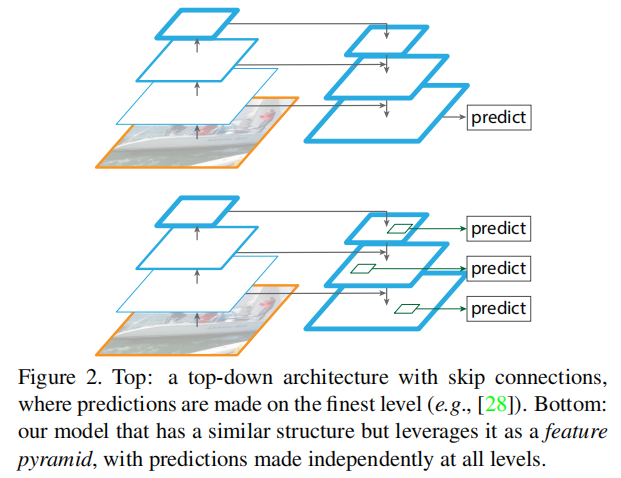 predict
predict
predict
predict
Figure 2. Top: a top-down architecture with skip connections,
where predictions are made on the finest level (e.g., [28]). Bottom:
our model that has a similar structure but leverages it as a feature
pyramid, with predictions made independently at all levels.